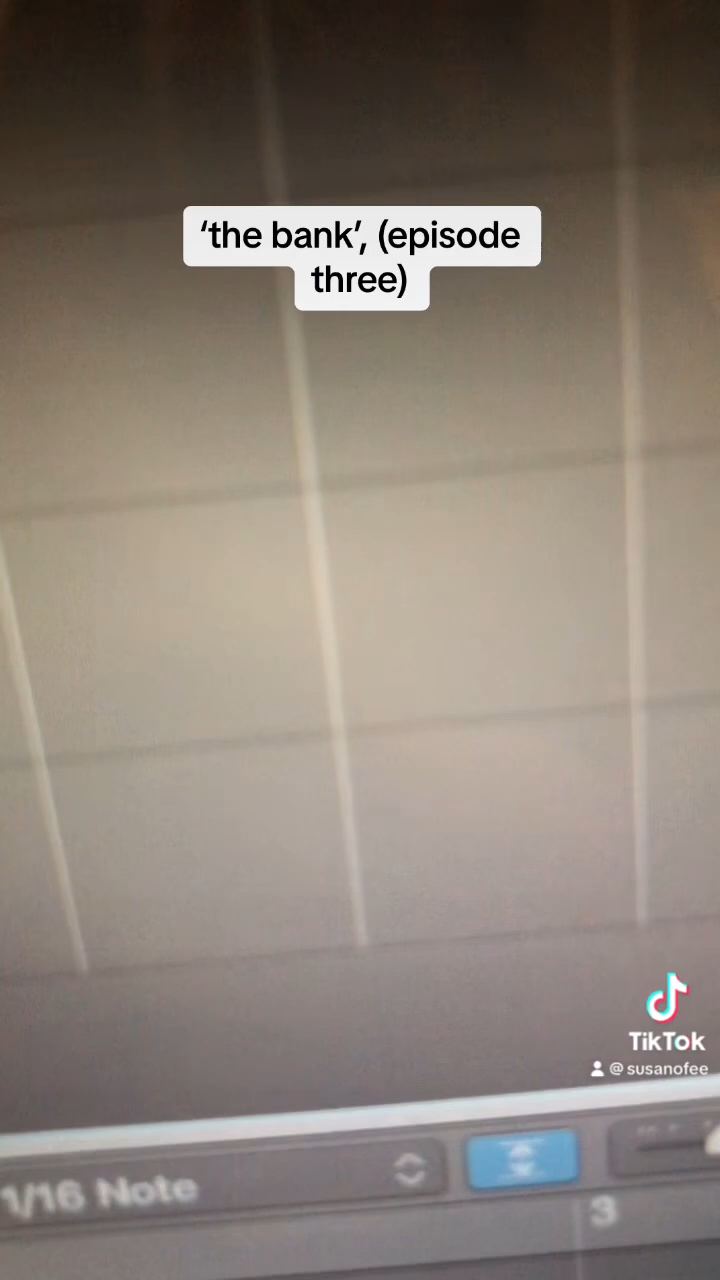 ‘the bank’, (episode
three)
TikTok
@susanofee
1/16 Note
3